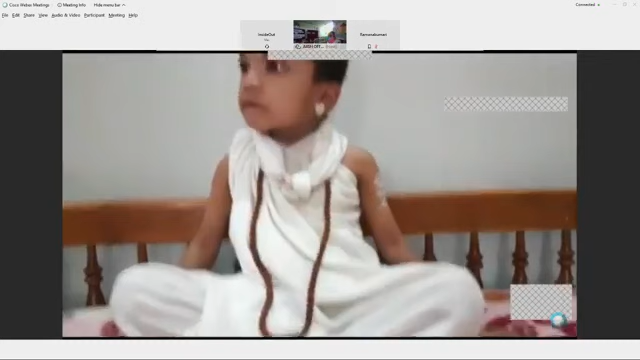 Cisco Webex Meetings Meeting Info Hide menu bar Connected
File Edit Share View Audio & Video Participant Meeting Help
InsideOut Ramanakumari